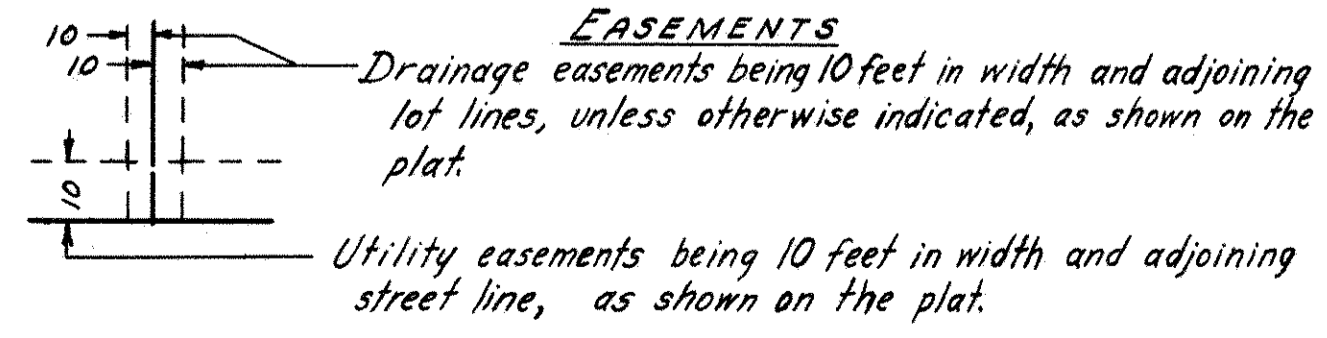 EASEMENTS
10
10
Drainage easements being 10 feet in width and adjoining
lot lines, unless otherwise indicated, as shown on the
plat.
10
Utility easements being 10 feet in width and adjoining
street line, as shown on the plat.